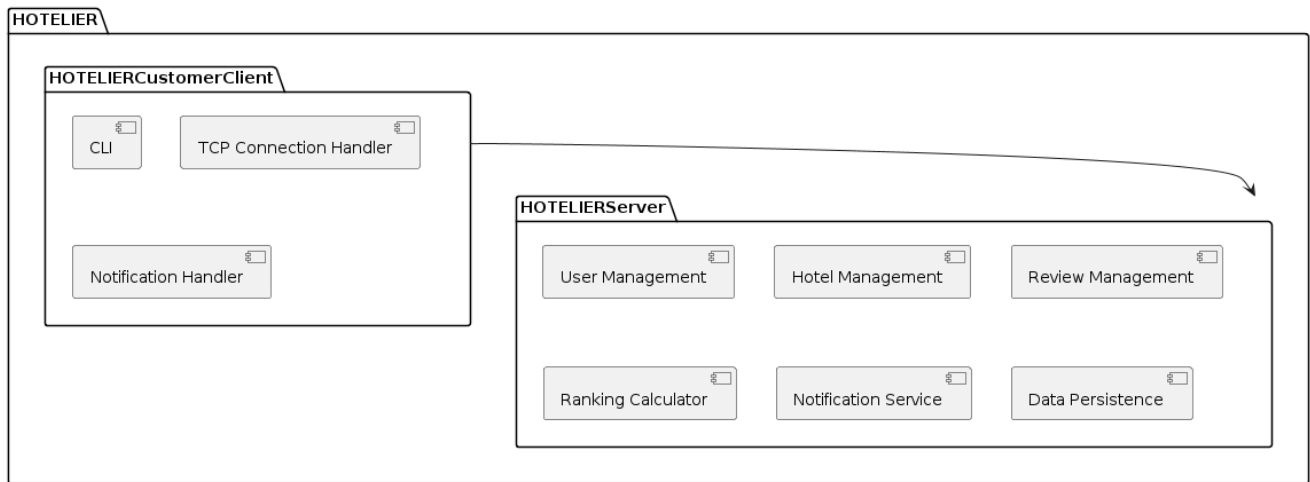 HOTELIER
HOTELIERCustomerClient
CLI
TCP Connection Handler
Notification Handler
HOTELIERServer
User Management
Hotel Management
Review Management
Ranking Calculator
Notification Service
Data Persistence